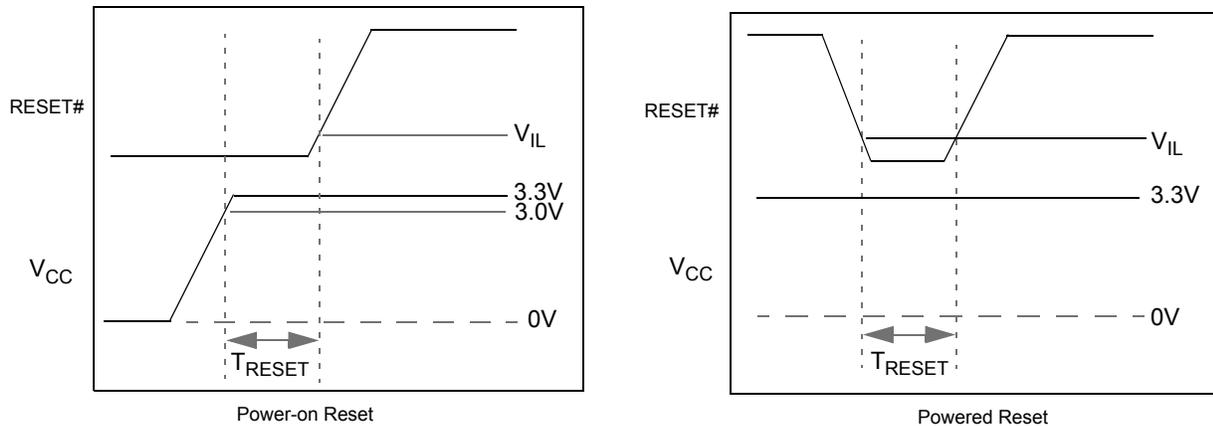 RESET#
V_IL
3.3V
3.0V
V_CC
0V
T_RESET
Power-on Reset
RESET#
V_IL
3.3V
V_CC
0V
T_RESET
Powered Reset